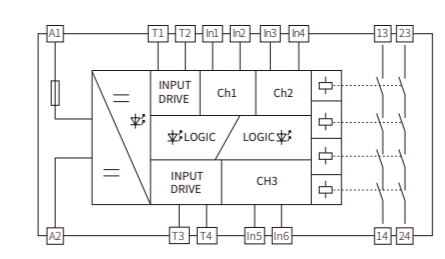 A1 T1 T2 In1 In2 In3 In4 13 23
INPUT
DRIVE
Ch1
Ch2
LOGIC
LOGIC
INPUT
DRIVE
CH3
A2 T3 T4 In5 In6 14 24